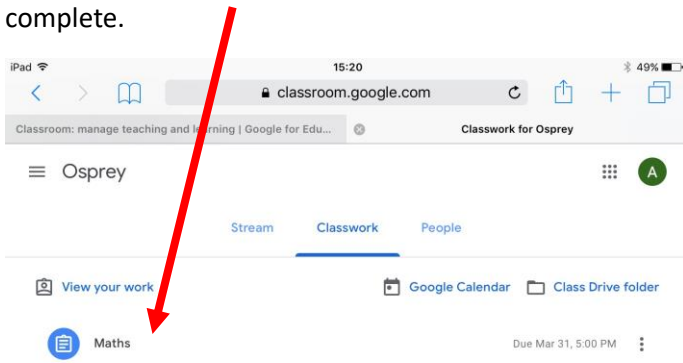 complete.
iPad 15:20 49%
classroom.google.com
Classroom: manage teaching and learning | Google for Edu... Classwork for Osprey
Osprey A
Stream Classwork People
View your work Google Calendar Class Drive folder
Maths Due Mar 31, 5:00 PM